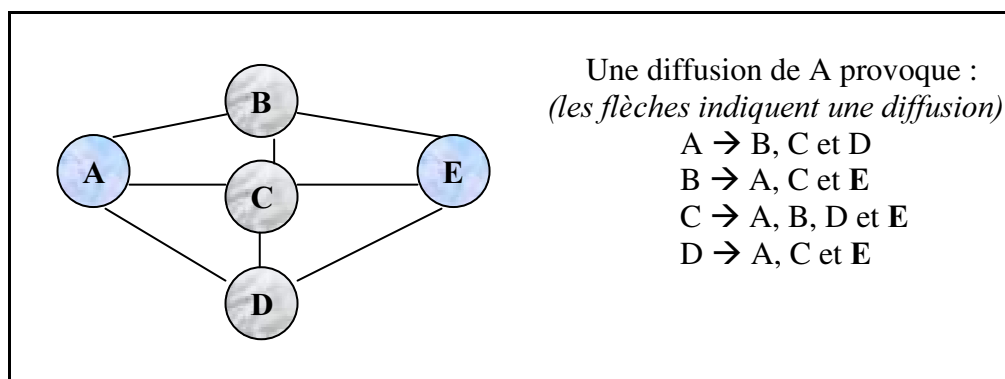 B
A
E
C
D
Une diffusion de A provoque :
(les flèches indiquent une diffusion)
A → B, C et D
B → A, C et E
C → A, B, D et E
D → A, C et E